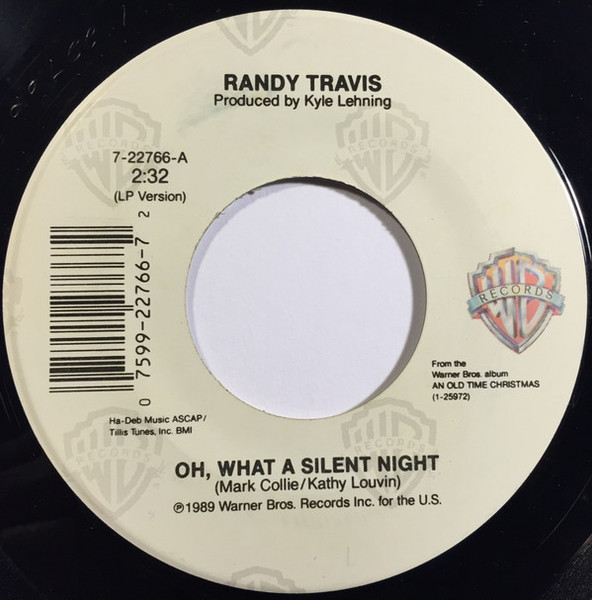 RANDY TRAVIS
Produced by Kyle Lehning
7-22766-A
2:32
(LP Version)
0 7599-22766-7 2
WB
RECORDS
From the
Warner Bros. album
AN OLD TIME CHRISTMAS
(1-25972)
Ha-Deb Music ASCAP/
Tillis Tunes, Inc. BMI
OH, WHAT A SILENT NIGHT
(Mark Collie/Kathy Louvin)
℗1989 Warner Bros. Records Inc. for the U.S.